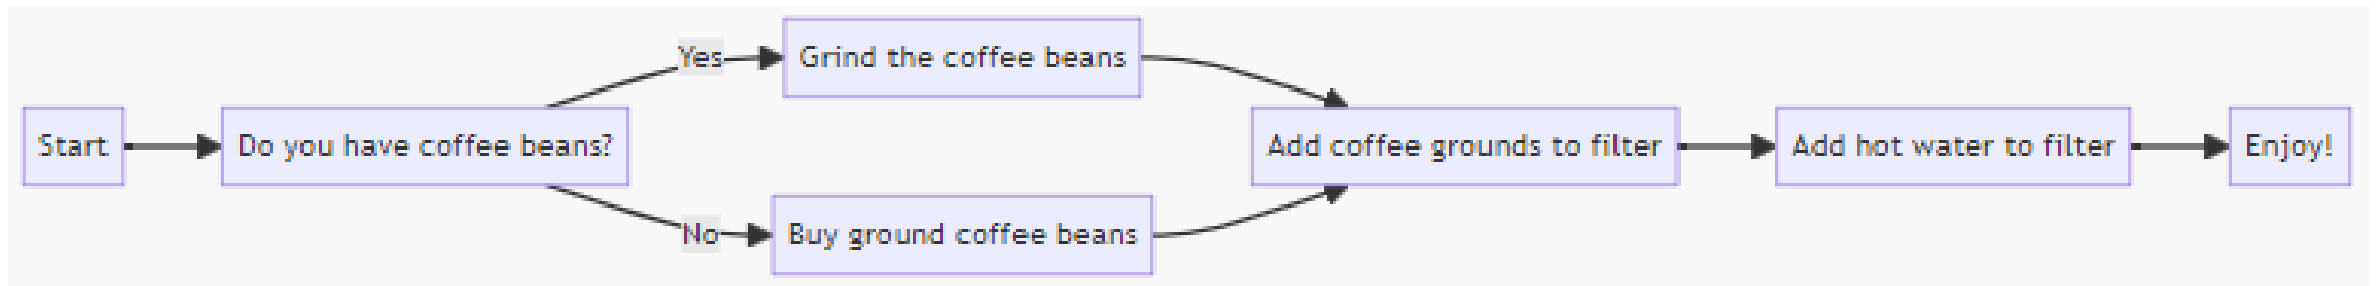 Start
Do you have coffee beans?
Yes
Grind the coffee beans
No
Buy ground coffee beans
Add coffee grounds to filter
Add hot water to filter
Enjoy!